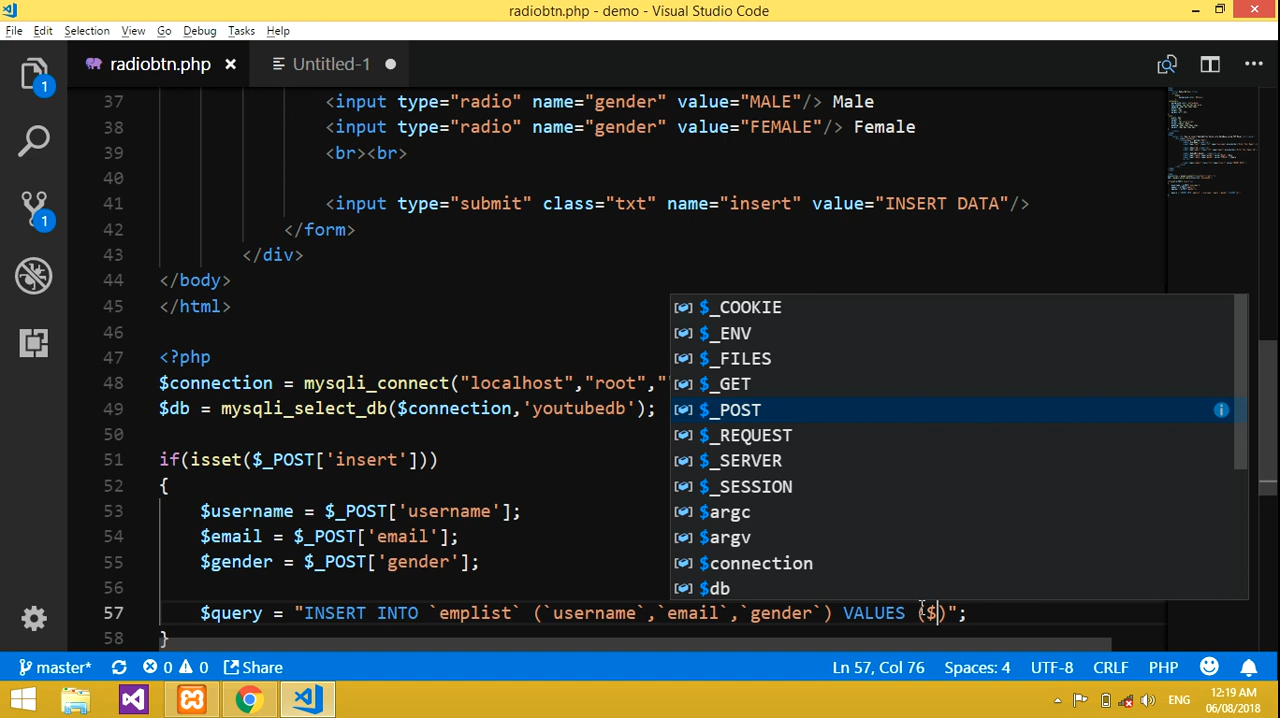 radiobtn.php - demo - Visual Studio Code
File Edit Selection View Go Debug Tasks Help
radiobtn.php Untitled-1
37 <input type="radio" name="gender" value="MALE"/> Male
38 <input type="radio" name="gender" value="FEMALE"/> Female
39 <br><br>
40
41 <input type="submit" class="txt" name="insert" value="INSERT DATA"/>
42 </form>
43 </div>
44 </body>
45 </html>
46
47 <?php
48 $connection = mysqli_connect("localhost","root","
49 $db = mysqli_select_db($connection,'youtubedb');
50
51 if(isset($_POST['insert']))
52 {
53 $username = $_POST['username'];
54 $email = $_POST['email'];
55 $gender = $_POST['gender'];
56
57 $query = "INSERT INTO `emplist` (`username`,`email`,`gender`) VALUES ($)";
58 }
$_COOKIE
$_ENV
$_FILES
$_GET
$_POST
$_REQUEST
$_SERVER
$_SESSION
$argc
$argv
$connection
$db
1
1
master* 0 0 Share Ln 57, Col 76 Spaces: 4 UTF-8 CRLF PHP
ENG 12:19 AM
06/08/2018